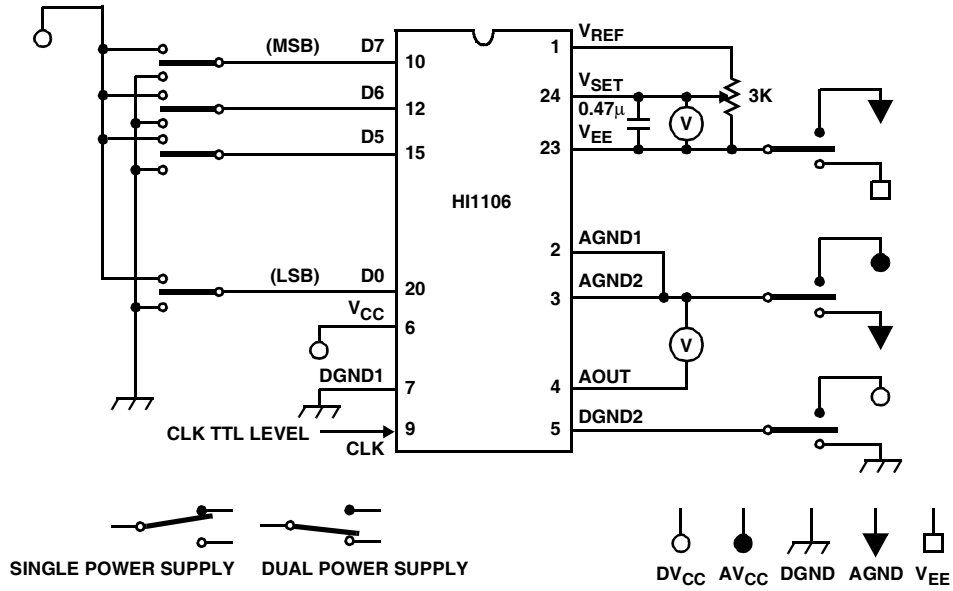 (MSB) D7
10
D6
12
D5
15
(LSB) D0
20
VCC
6
DGND1
7
CLK TTL LEVEL
9
CLK
HI1106
1
VREF
24
VSET
0.47µ
V
3K
23
VEE
2
AGND1
3
AGND2
V
4
AOUT
5
DGND2
SINGLE POWER SUPPLY DUAL POWER SUPPLY
DVCC AVCC DGND AGND VEE